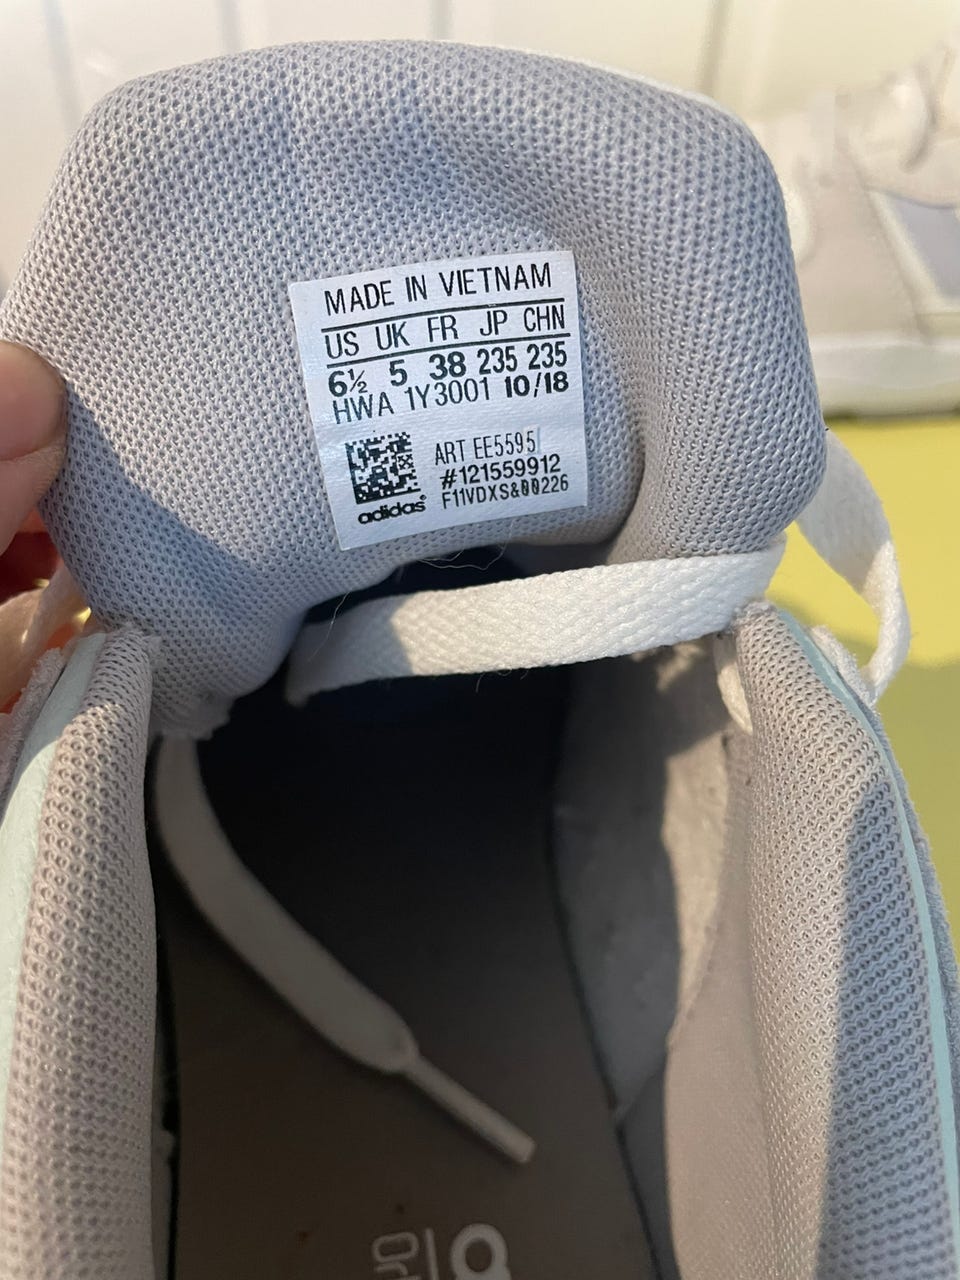 MADE IN VIETNAM
US UK FR JP CHN
6½ 5 38 235 235
HWA 1Y3001 10/18
ART EE5595
#121559912
F11VDXS&00226
adidas®